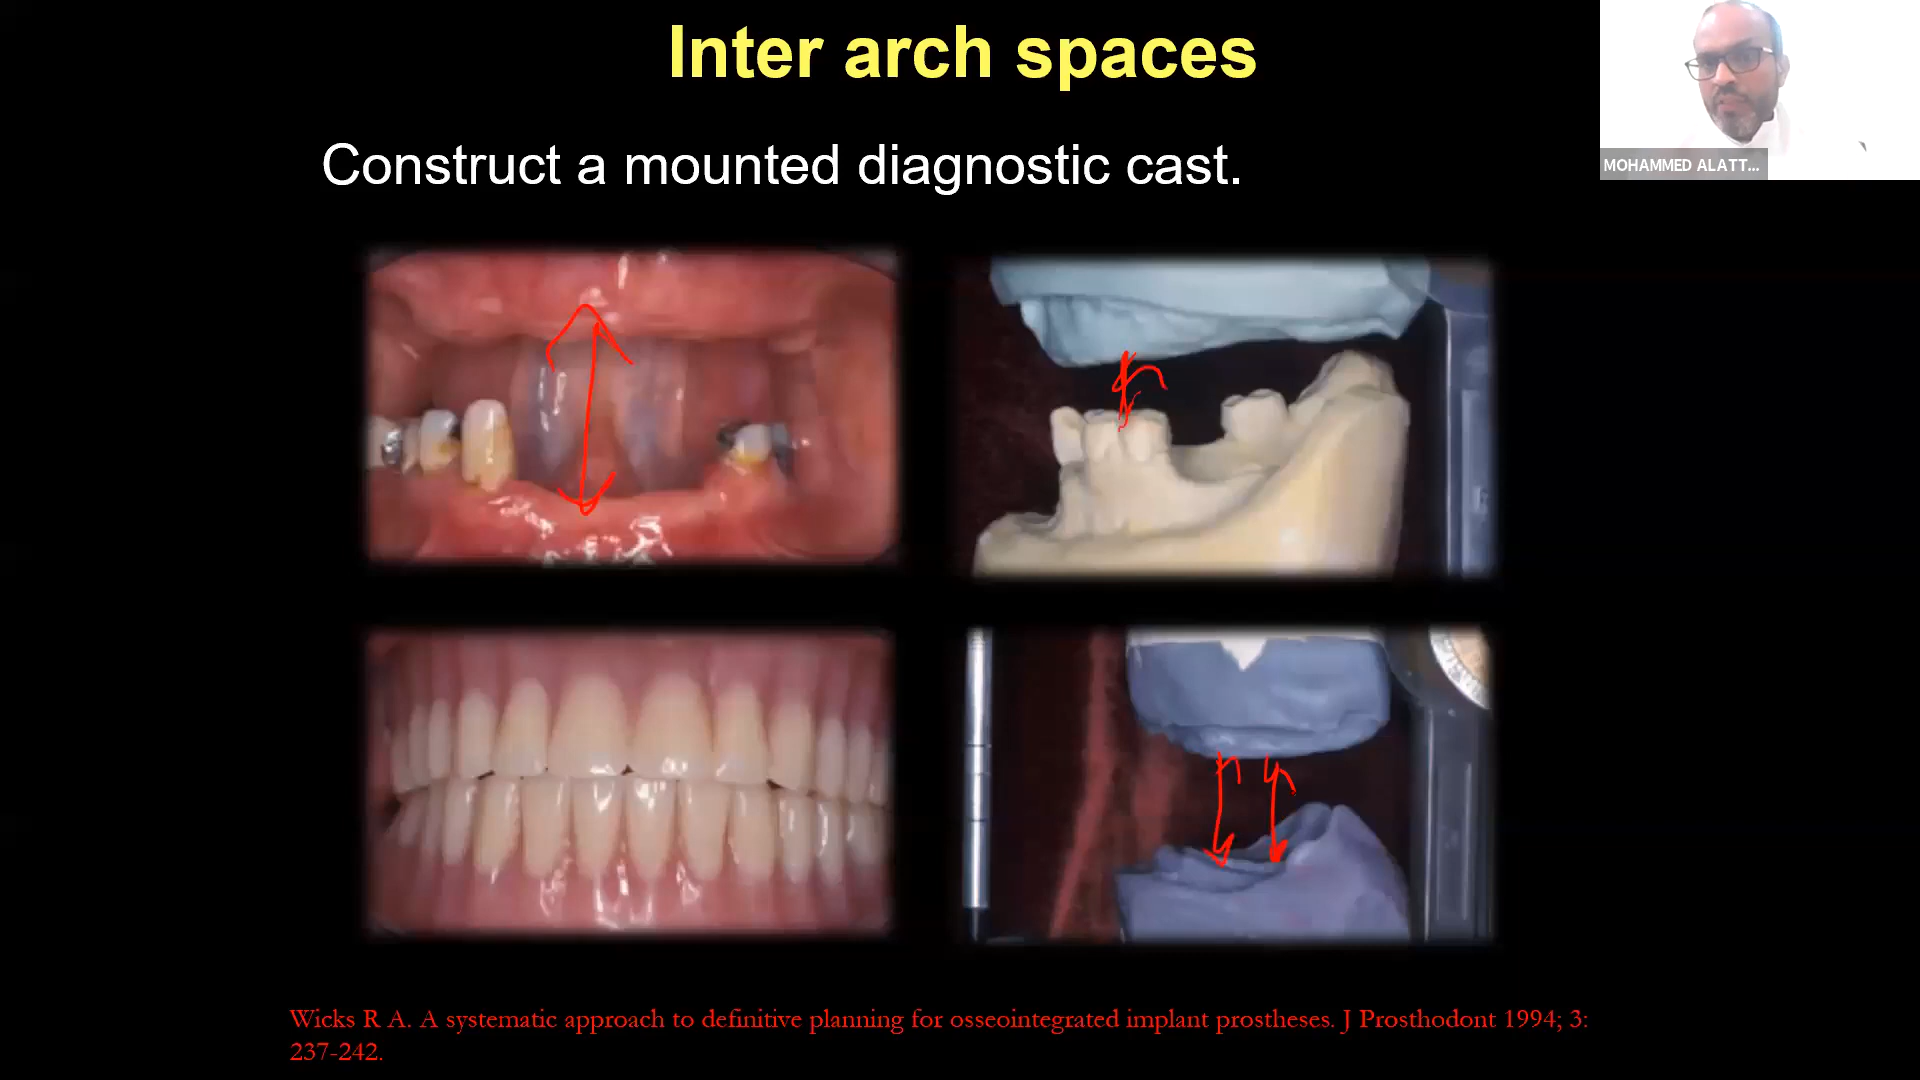 Inter arch spaces
Construct a mounted diagnostic cast.
MOHAMMED ALATT...
Wicks R A. A systematic approach to definitive planning for osseointegrated implant prostheses. J Prosthodont 1994; 3:
237-242.